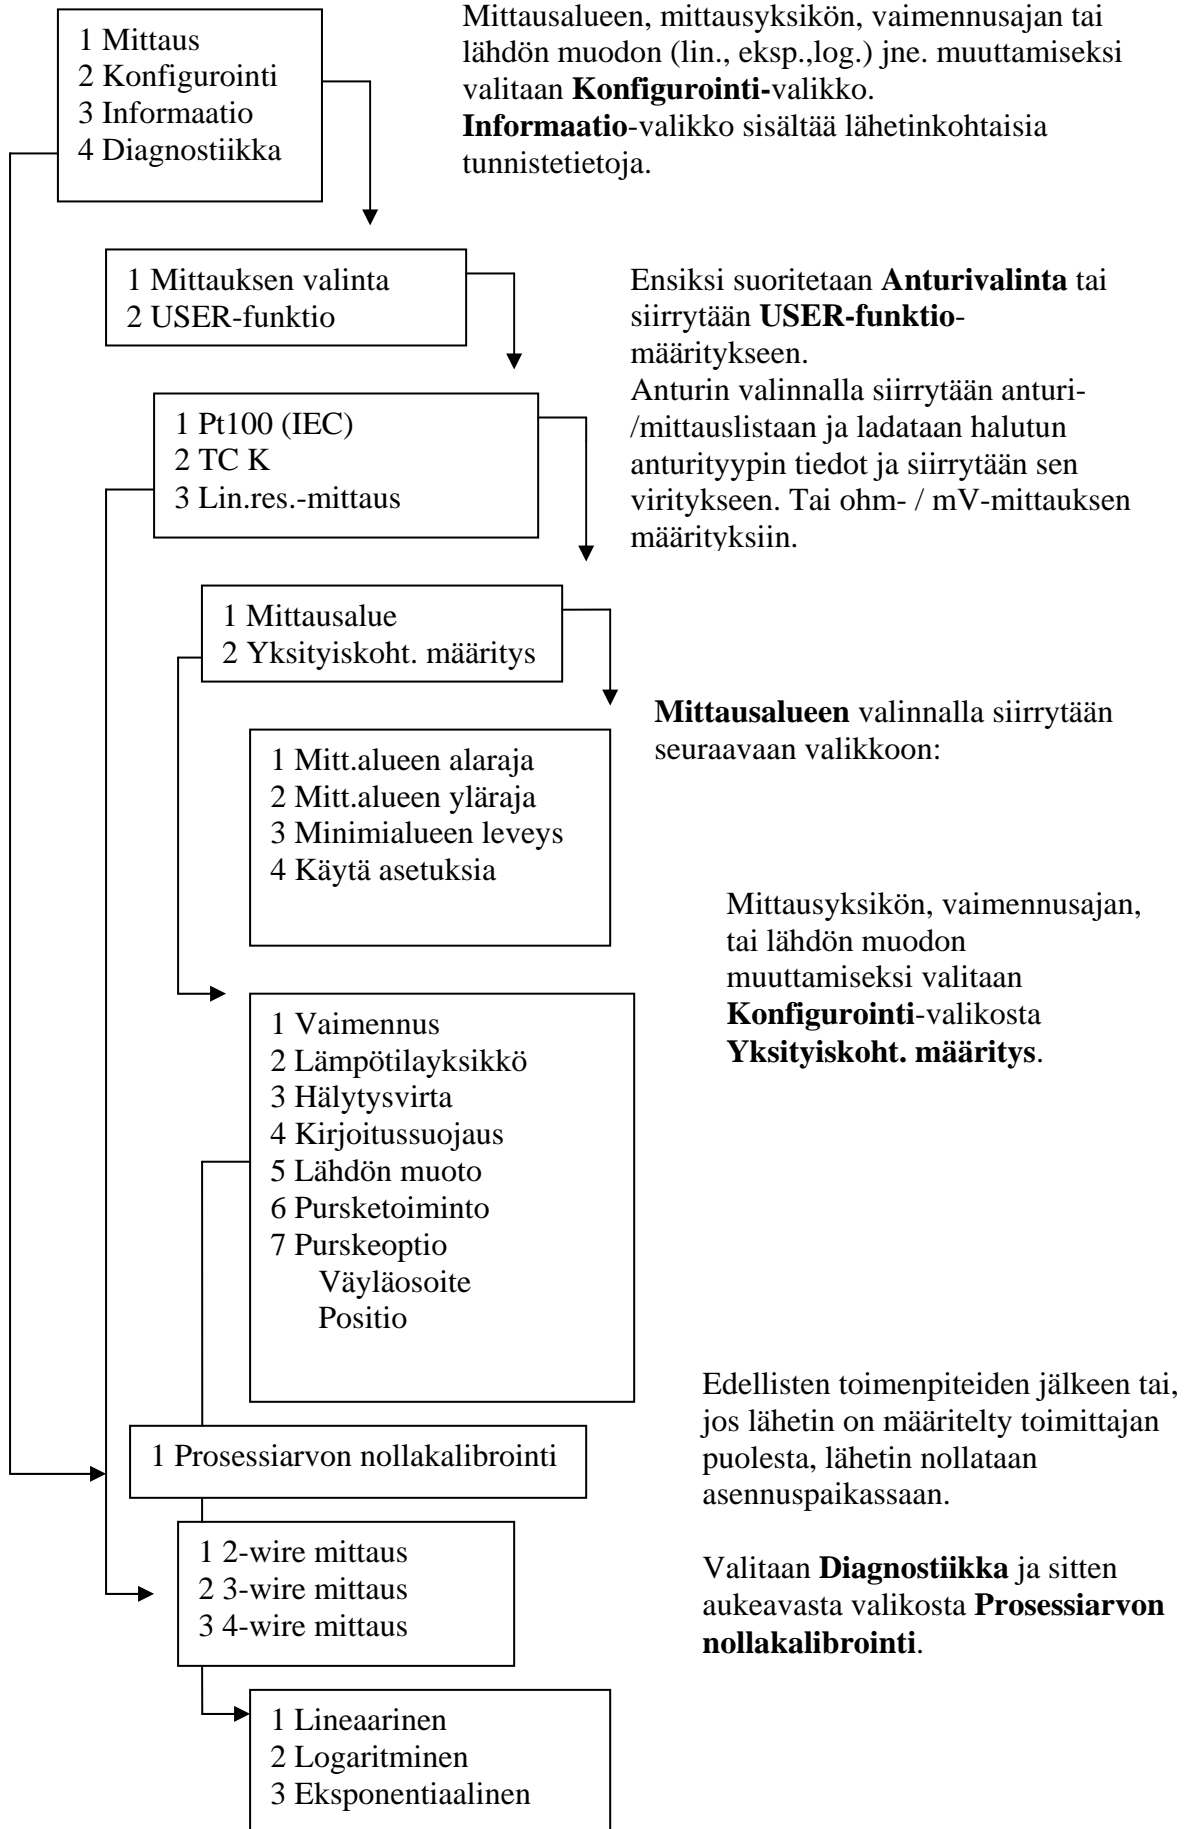 Mittausalueen, mittausyksikön, vaimennusajan tai
lähdön muodon (lin., eksp.,log.) jne. muuttamiseksi
valitaan Konfigurointi-valikko.
Informaatio-valikko sisältää lähetinkohtaisia
tunnistetietoja.
1 Mittaus
2 Konfigurointi
3 Informaatio
4 Diagnostiikka
1 Mittauksen valinta
2 USER-funktio
Ensiksi suoritetaan Anturivalinta tai
siirrytään USER-funktio-
määritykseen.
Anturin valinnalla siirrytään anturi-
/mittauslistaan ja ladataan halutun
anturityypin tiedot ja siirrytään sen
viritykseen. Tai ohm- / mV-mittauksen
määrityksiin.
1 Pt100 (IEC)
2 TC K
3 Lin.res.-mittaus
1 Mittausalue
2 Yksityiskoht. määritys
Mittausalueen valinnalla siirrytään
seuraavaan valikkoon:
1 Mitt.alueen alaraja
2 Mitt.alueen yläraja
3 Minimialueen leveys
4 Käytä asetuksia
Mittausyksikön, vaimennusajan,
tai lähdön muodon
muuttamiseksi valitaan
Konfigurointi-valikosta
Yksityiskoht. määritys.
1 Vaimennus
2 Lämpötilayksikkö
3 Hälytysvirta
4 Kirjoitussuojaus
5 Lähdön muoto
6 Pursketoiminto
7 Purskeoptio
Väyläosoite
Positio
Edellisten toimenpiteiden jälkeen tai,
jos lähetin on määritelty toimittajan
puolesta, lähetin nollataan
asennuspaikassaan.
1 Prosessiarvon nollakalibrointi
1 2-wire mittaus
2 3-wire mittaus
3 4-wire mittaus
Valitaan Diagnostiikka ja sitten
aukeavasta valikosta Prosessiarvon
nollakalibrointi.
1 Lineaarinen
2 Logaritminen
3 Eksponentiaalinen